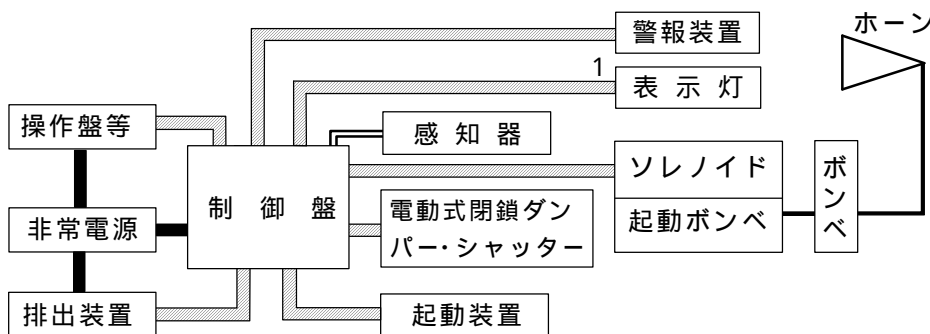 ホーン
警報装置
1
表示灯
操作盤等
感知器
ソレノイド
ボンベ
制御盤
電動式閉鎖ダン
パー・シャッター
起動ボンベ
非常電源
排出装置
起動装置